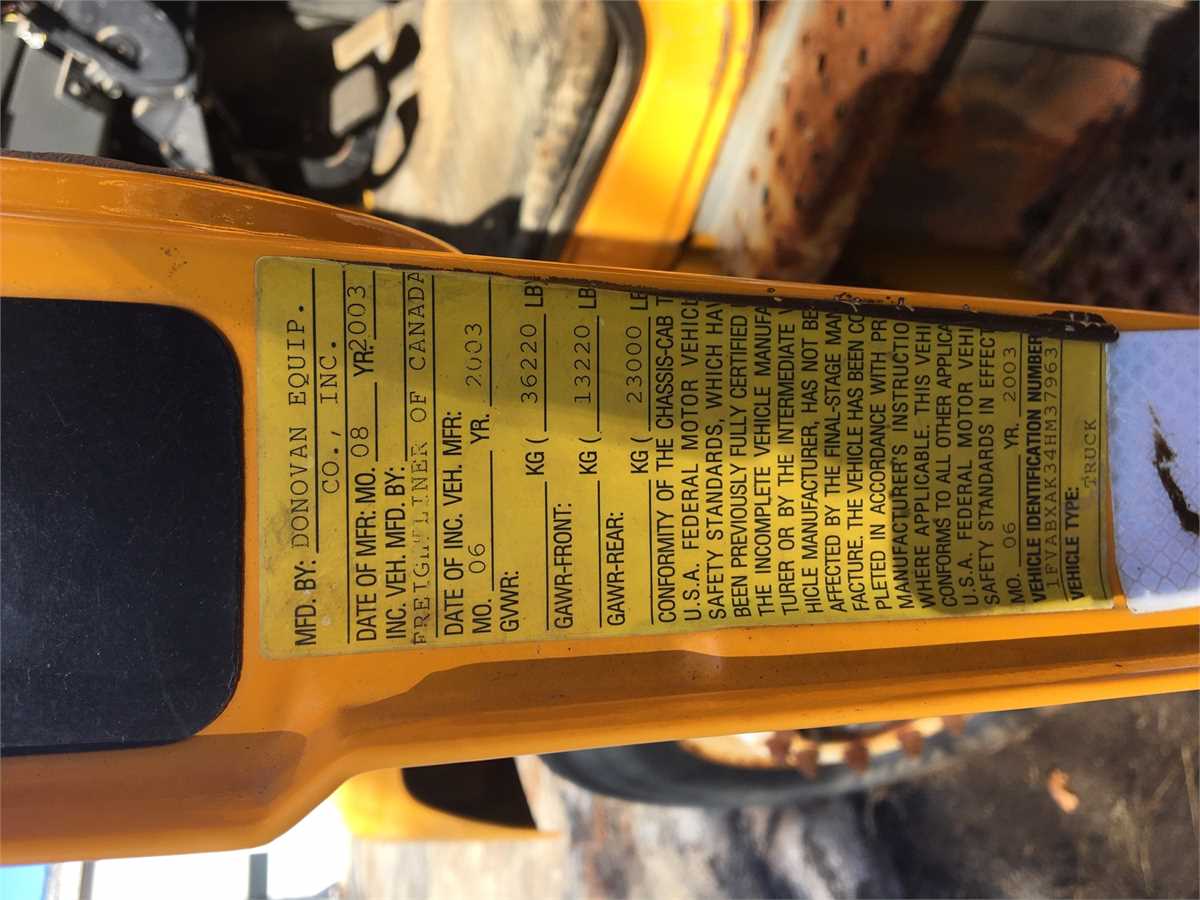 MFD. BY: DONOVAN EQUIP.
CO., INC.
DATE OF MFR: MO. 08 YR. 2003
INC. VEH. MFD. BY:
FREIGHTLINER OF CANADA
DATE OF INC. VEH. MFR:
MO. 06 YR. 2003
GVWR: KG ( 36220 LB
GAWR-FRONT: KG ( 13220 LB
GAWR-REAR: KG ( 23000 LB
CONFORMITY OF THE CHASSIS-CAB T
U.S.A. FEDERAL MOTOR VEHICLE
SAFETY STANDARDS, WHICH HAV
BEEN PREVIOUSLY FULLY CERTIFIED
THE INCOMPLETE VEHICLE MANUFA
TURER OR BY THE INTERMEDIATE V
HICLE MANUFACTURER, HAS NOT BE
AFFECTED BY THE FINAL-STAGE MAN
FACTURE. THE VEHICLE HAS BEEN CO
PLETED IN ACCORDANCE WITH PR
MANUFACTURER'S INSTRUCTION
WHERE APPLICABLE. THIS VEHI
CONFORMS TO ALL OTHER APPLICA
U.S.A. FEDERAL MOTOR VEHI
SAFETY STANDARDS IN EFFECT
MO. 06 YR. 2003
VEHICLE IDENTIFICATION NUMBER
1FVABXAK34HM37963
VEHICLE TYPE:
TRUCK